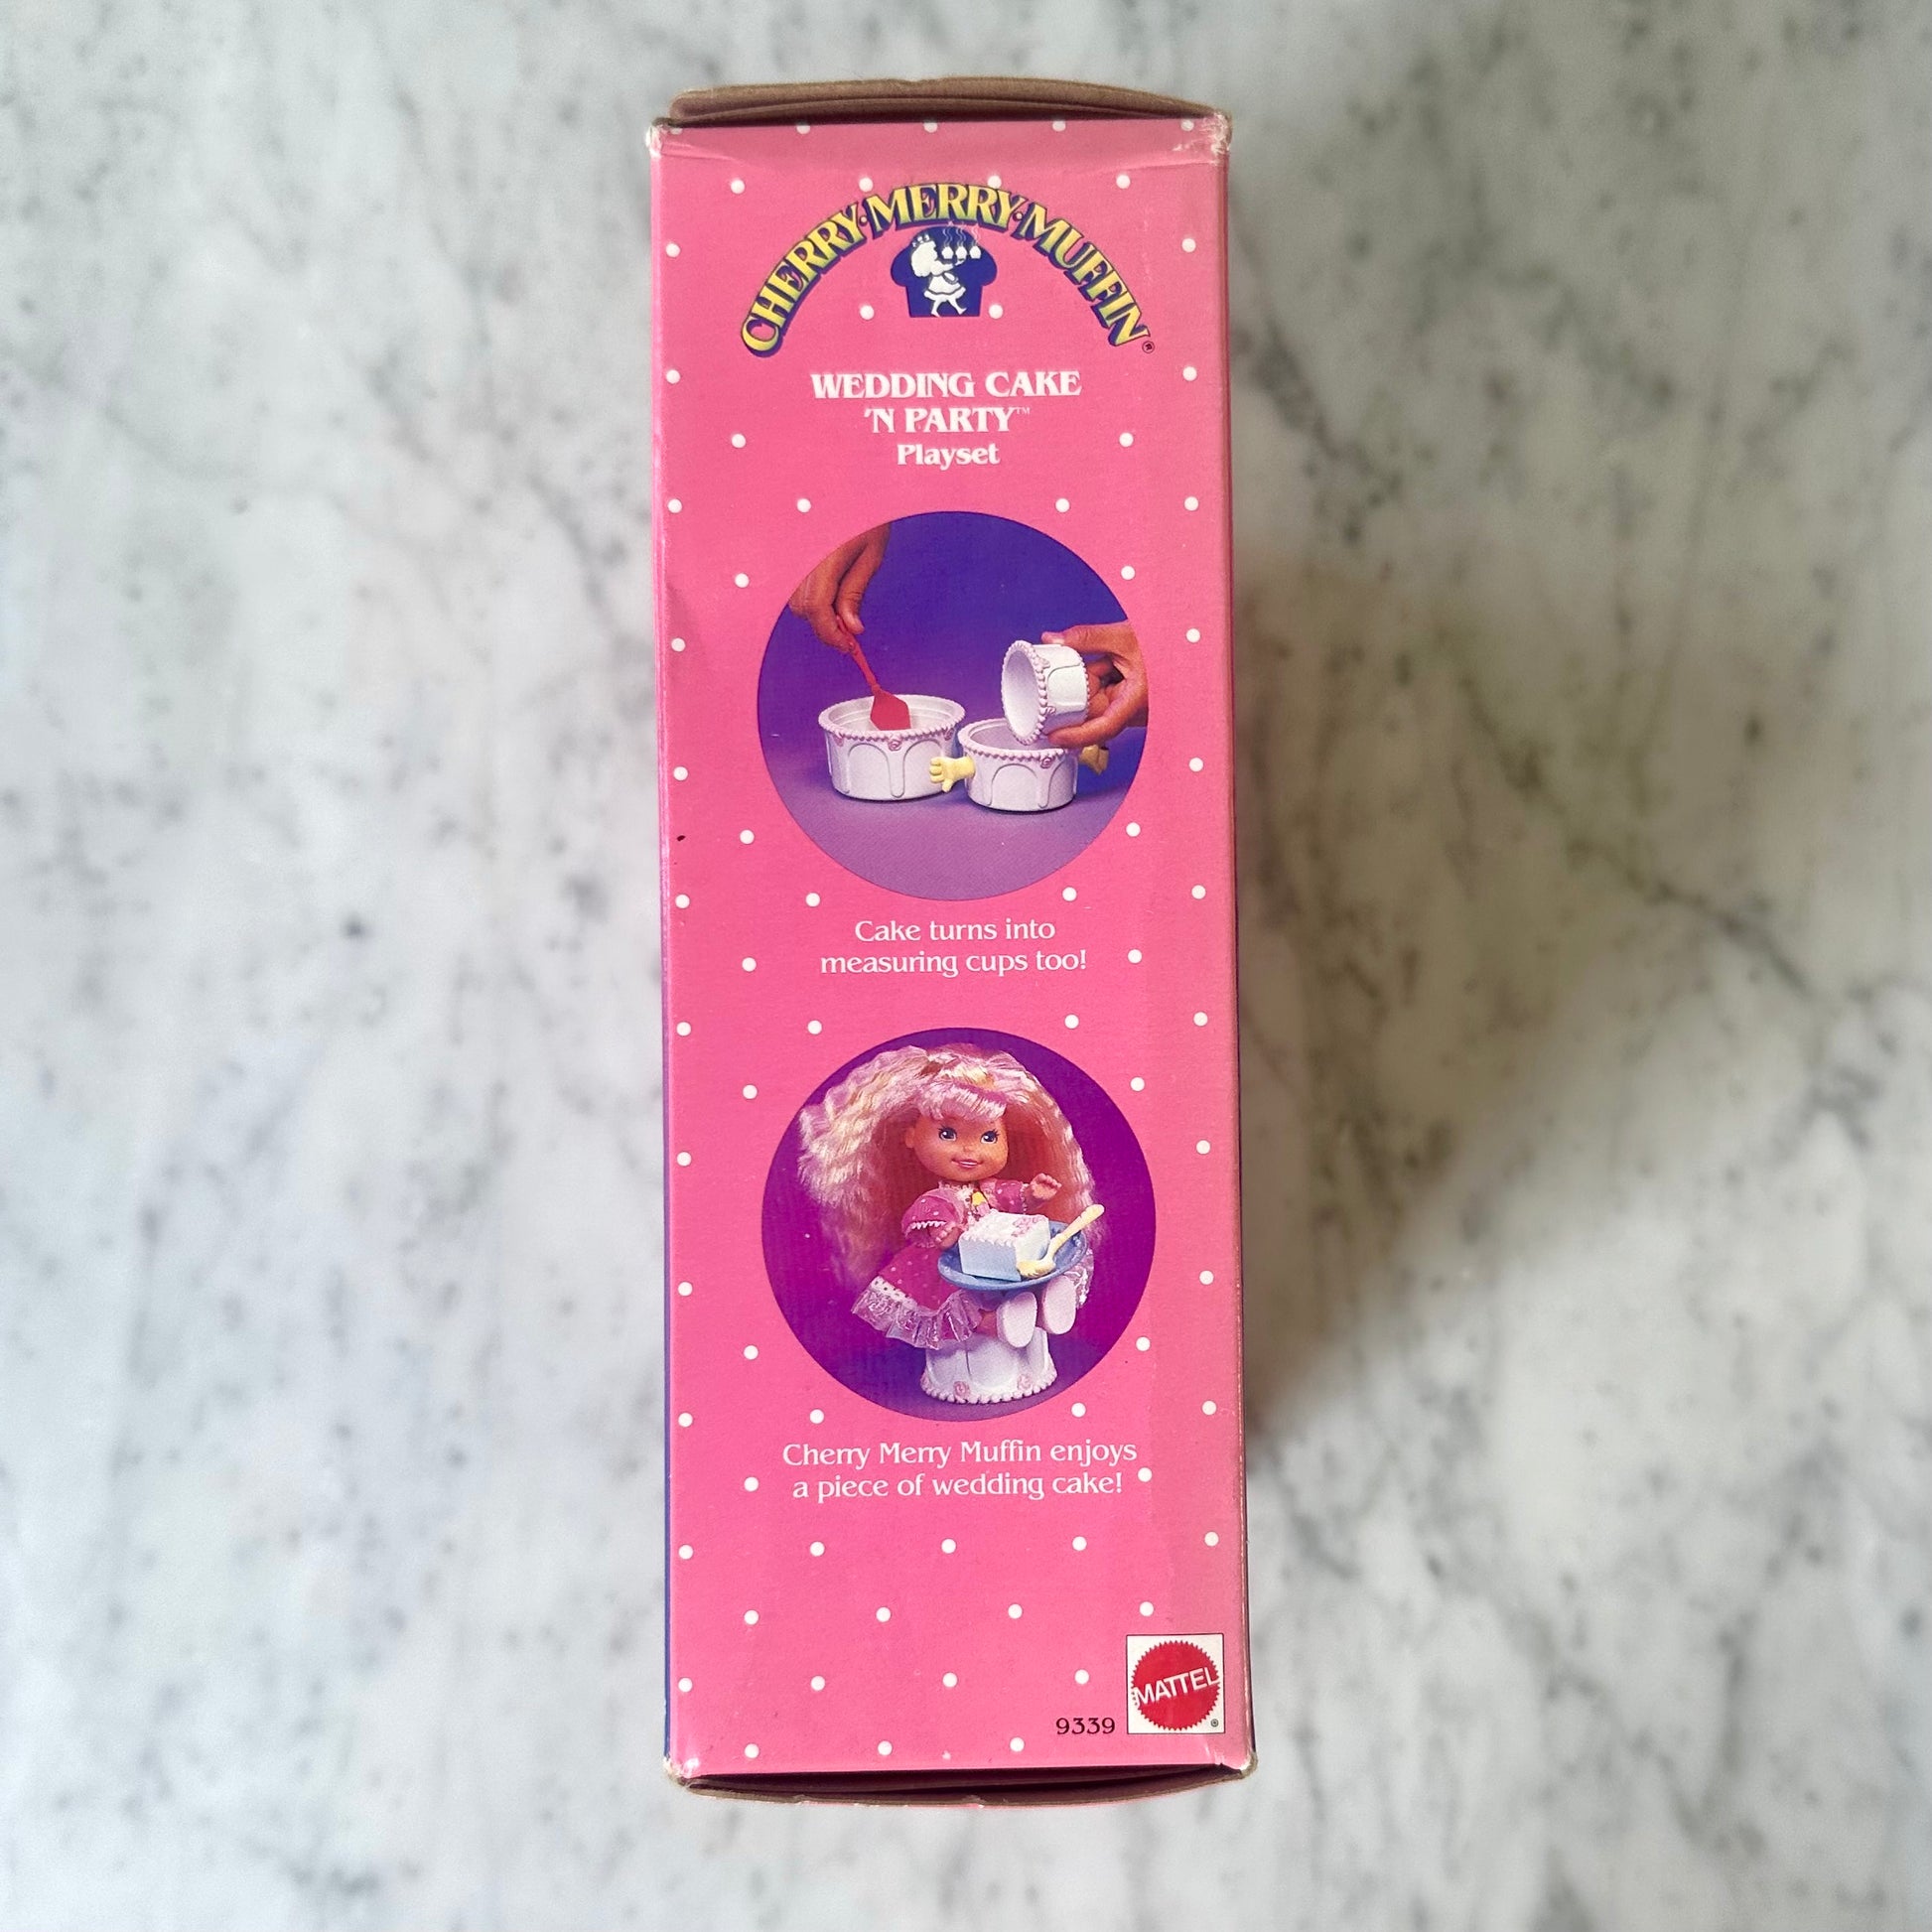 CHERRY·MERRY·MUFFIN®
WEDDING CAKE
'N PARTY™
Playset
Cake turns into
measuring cups too!
Cherry Merry Muffin enjoys
a piece of wedding cake!
MATTEL®
9339